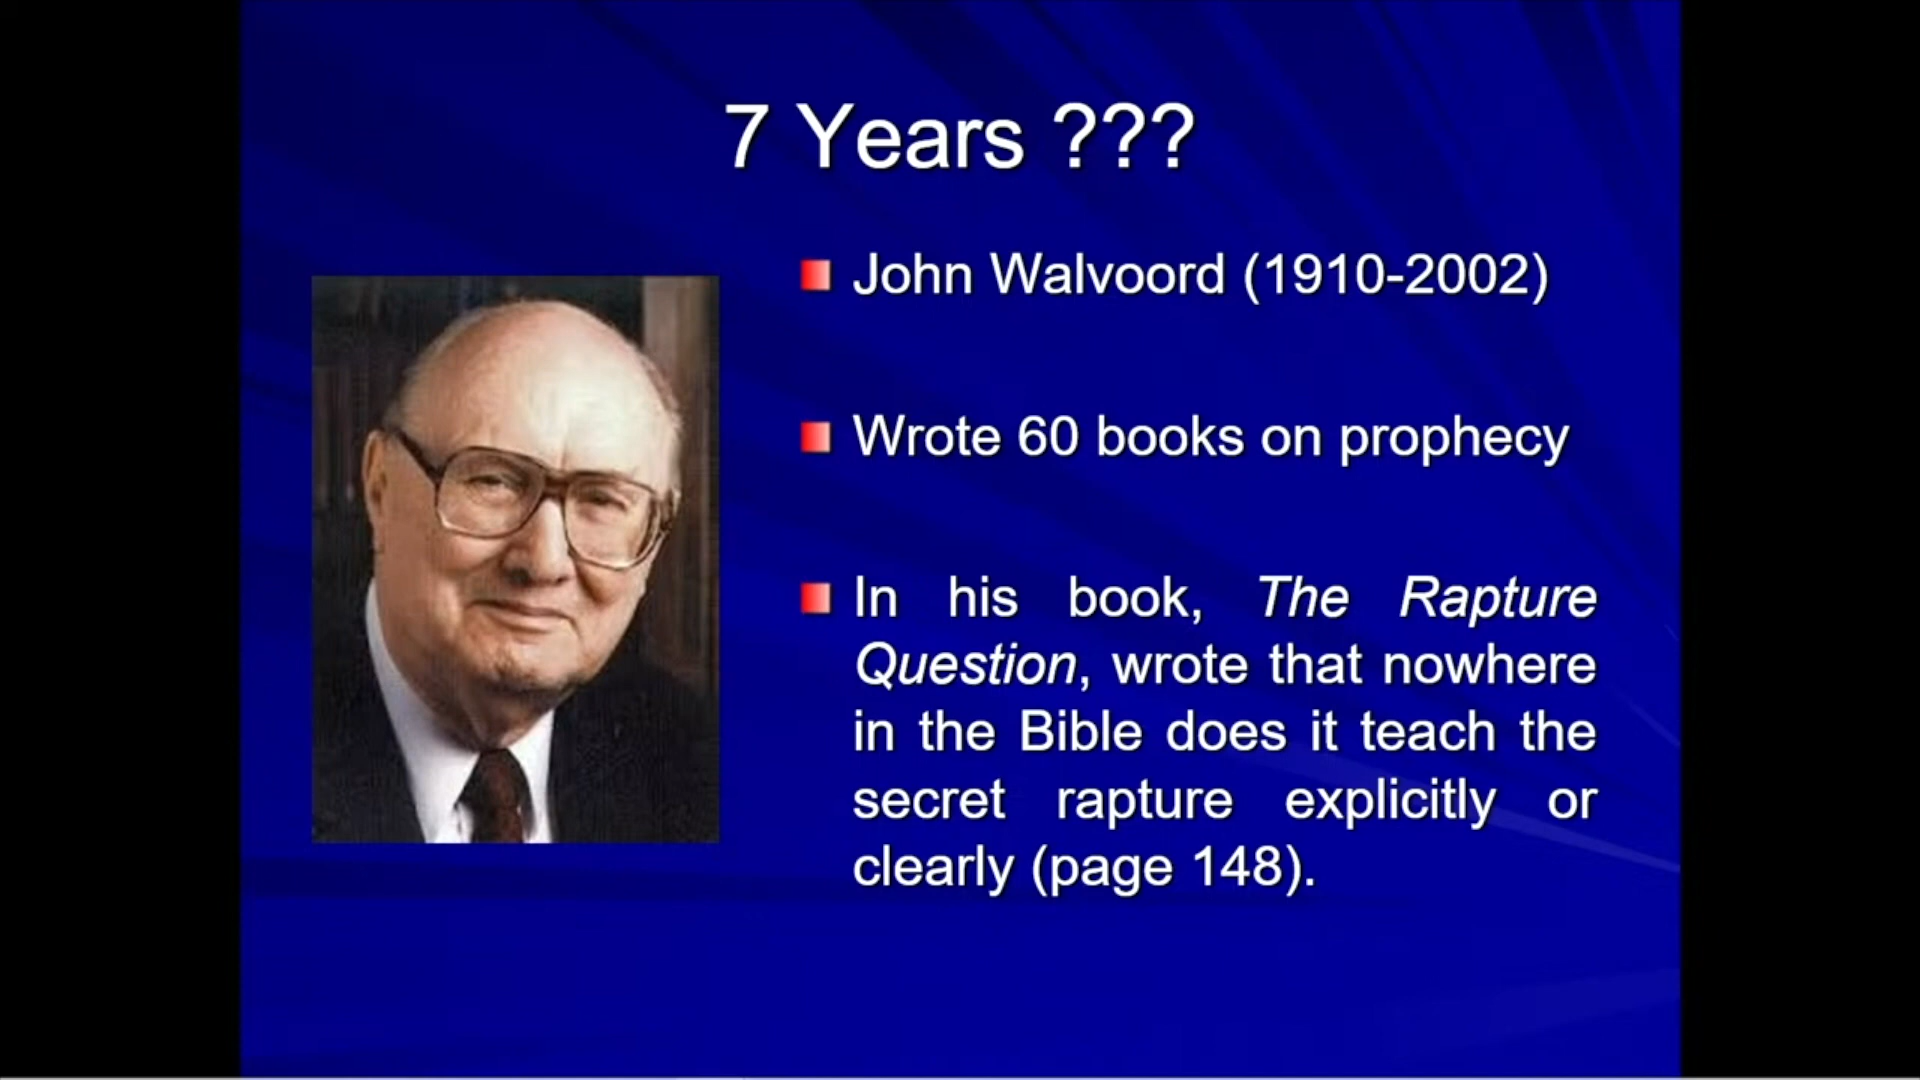 7 Years ???
John Walvoord (1910-2002)
Wrote 60 books on prophecy
In his book, The Rapture
Question, wrote that nowhere
in the Bible does it teach the
secret rapture explicitly or
clearly (page 148).